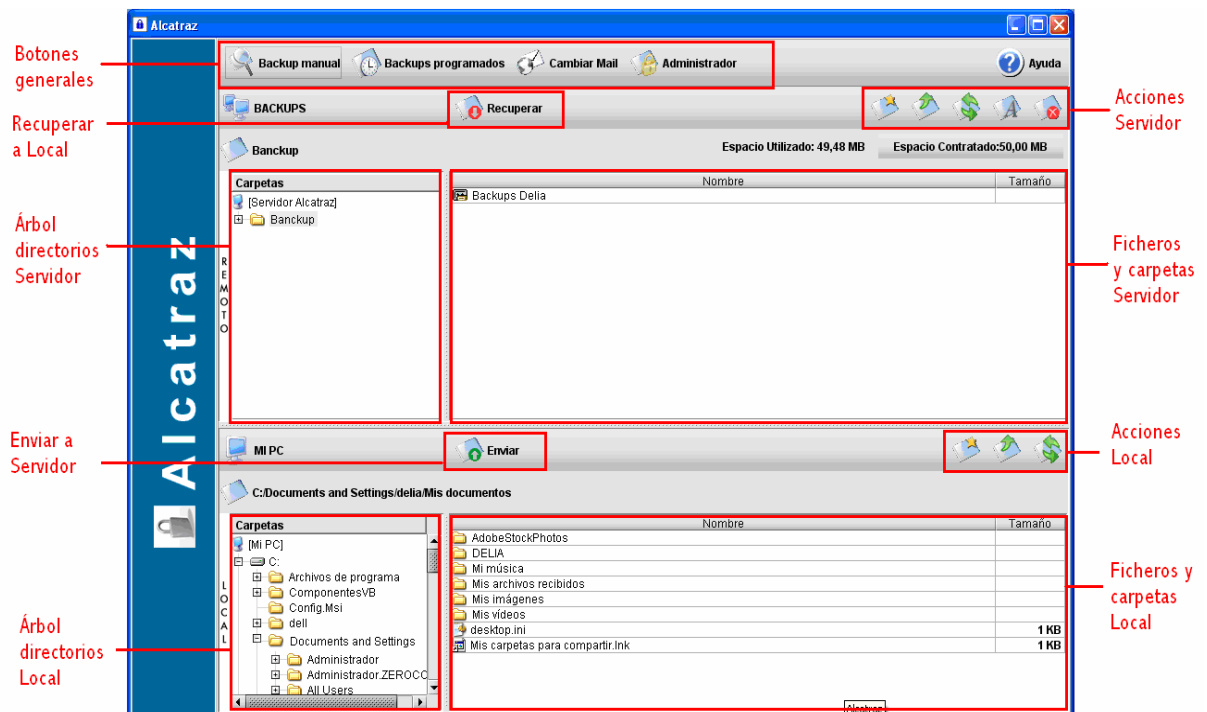 Alcatraz
Botones
generales
Backup manual
Backups programados
Cambiar Mail
Administrador
Ayuda
Recuperar
a Local
BACKUPS
Recuperar
Acciones
Servidor
Banckup
Espacio Utilizado: 49,48 MB
Espacio Contratado:50,00 MB
Carpetas
Nombre
Tamaño
[Servidor Alcatraz]
Banckup
Backups Delia
Árbol
directorios
Servidor
REMOTO
Ficheros
y carpetas
Servidor
Alcatraz
Enviar a
Servidor
MI PC
Enviar
Acciones
Local
C:/Documents and Settings/delia/Mis documentos
Carpetas
Nombre
Tamaño
[Mi PC]
C:
Archivos de programa
ComponentesVB
Config.Msi
dell
Documents and Settings
Administrador
Administrador.ZEROCO
All Users
AdobeStockPhotos
DELIA
Mi música
Mis archivos recibidos
Mis imágenes
Mis vídeos
desktop.ini 1 KB
Mis carpetas para compartir.lnk 1 KB
LOCAL
Árbol
directorios
Local
Ficheros y
carpetas
Local
Alcatraz